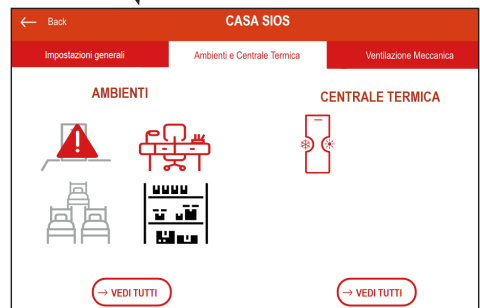 ← Back
CASA SIOS
Impostazioni generali
Ambienti e Centrale Termica
Ventilazione Meccanica
AMBIENTI
CENTRALE TERMICA
→ VEDI TUTTI
→ VEDI TUTTI